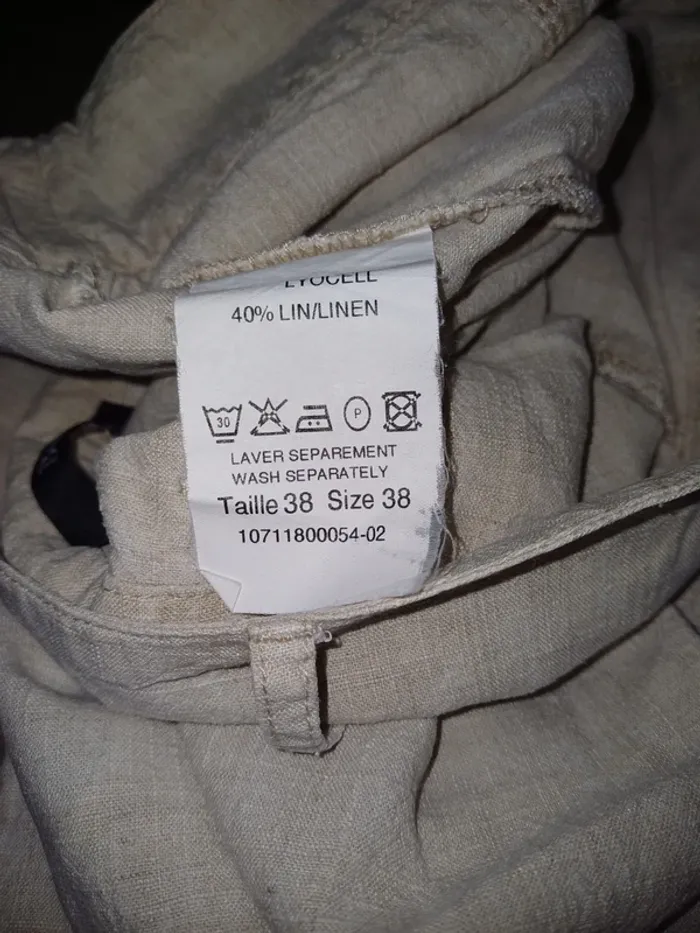 LYOCELL
40% LIN/LINEN
30 P
LAVER SEPAREMENT
WASH SEPARATELY
Taille 38 Size 38
10711800054-02